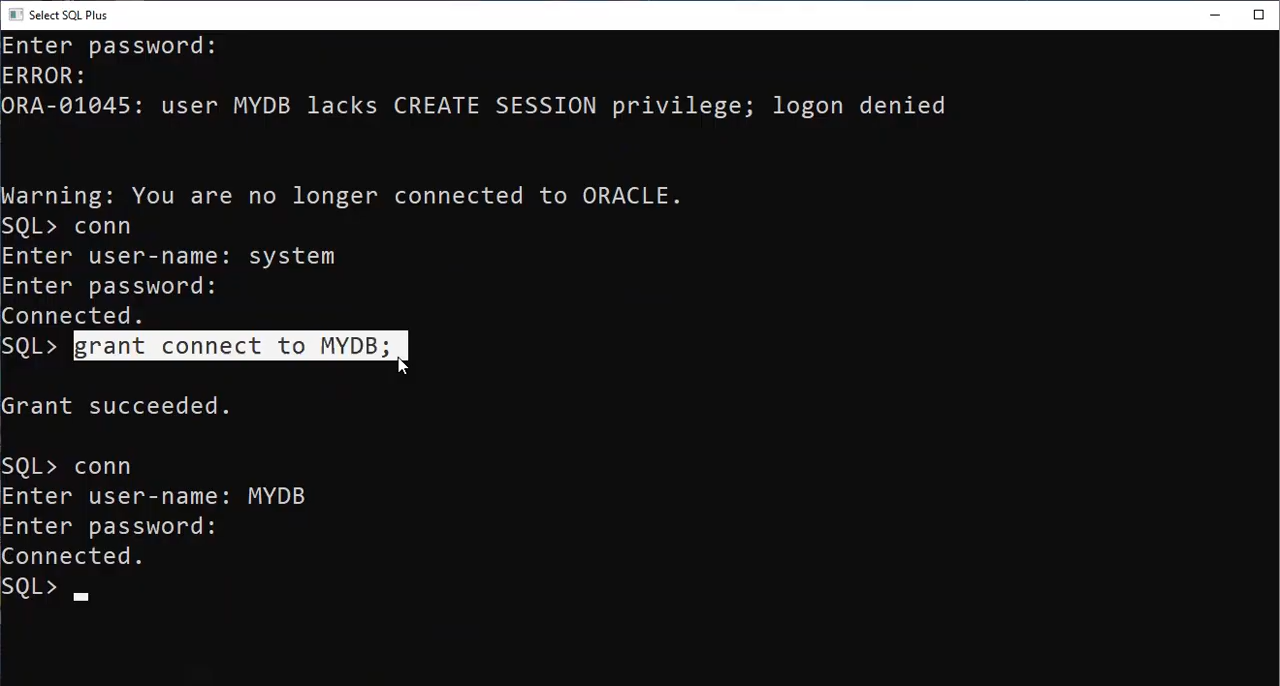 Select SQL Plus
Enter password:
ERROR:
ORA-01045: user MYDB lacks CREATE SESSION privilege; logon denied
Warning: You are no longer connected to ORACLE.
SQL> conn
Enter user-name: system
Enter password:
Connected.
SQL> grant connect to MYDB;
Grant succeeded.
SQL> conn
Enter user-name: MYDB
Enter password:
Connected.
SQL>